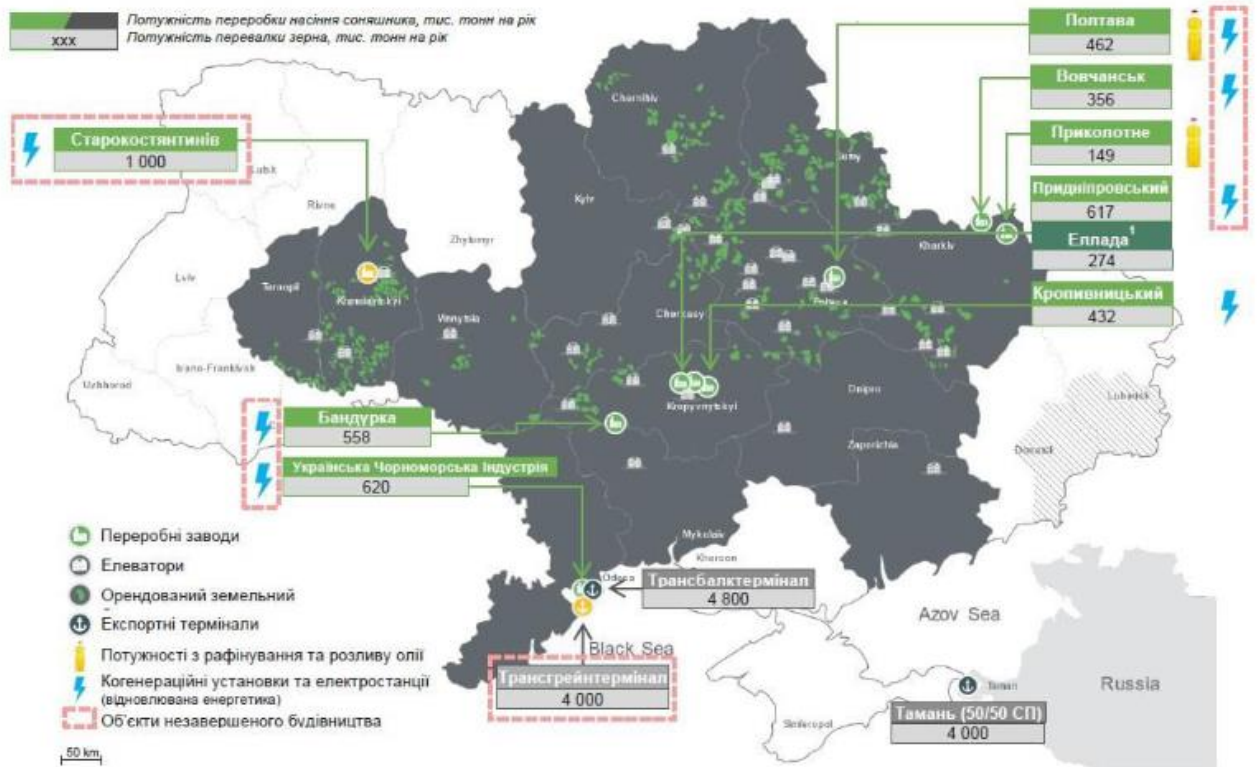 Потужність переробки насіння соняшника, тис. тонн на рік
xxx
Потужність перевалки зерна, тис. тонн на рік
Полтава
462
Вовчанськ
356
Приколотне
149
Придніпровський
617
Еллада¹
274
Кропивницький
432
Старокостянтинів
1 000
Chernihiv
Sumy
Lutsk
Rivne
Kyiv
Zhytomyr
Kharkiv
Lviv
Ternopil
Khmelnytskyi
Vinnytsia
Cherkasy
Poltava
Ivano-Frankivsk
Uzhhorod
Kropyvnytskyi
Dnipro
Luhansk
Donetsk
Zaporizhia
Бандурка
558
Українська Чорноморська Індустрія
620
Mykolaiv
Kherson
Odesa
Переробні заводи
Елеватори
Орендований земельний
Експортні термінали
Потужності з рафінування та розливу олії
Когенераційні установки та електростанції
(відновлювана енергетика)
Об'єкти незавершеного будівництва
50 km
Трансбалктермінал
4 800
Azov Sea
Black Sea
Трансгрейнтермінал
4 000
Taman
Russia
Тамань (50/50 СП)
4 000
Simferopol